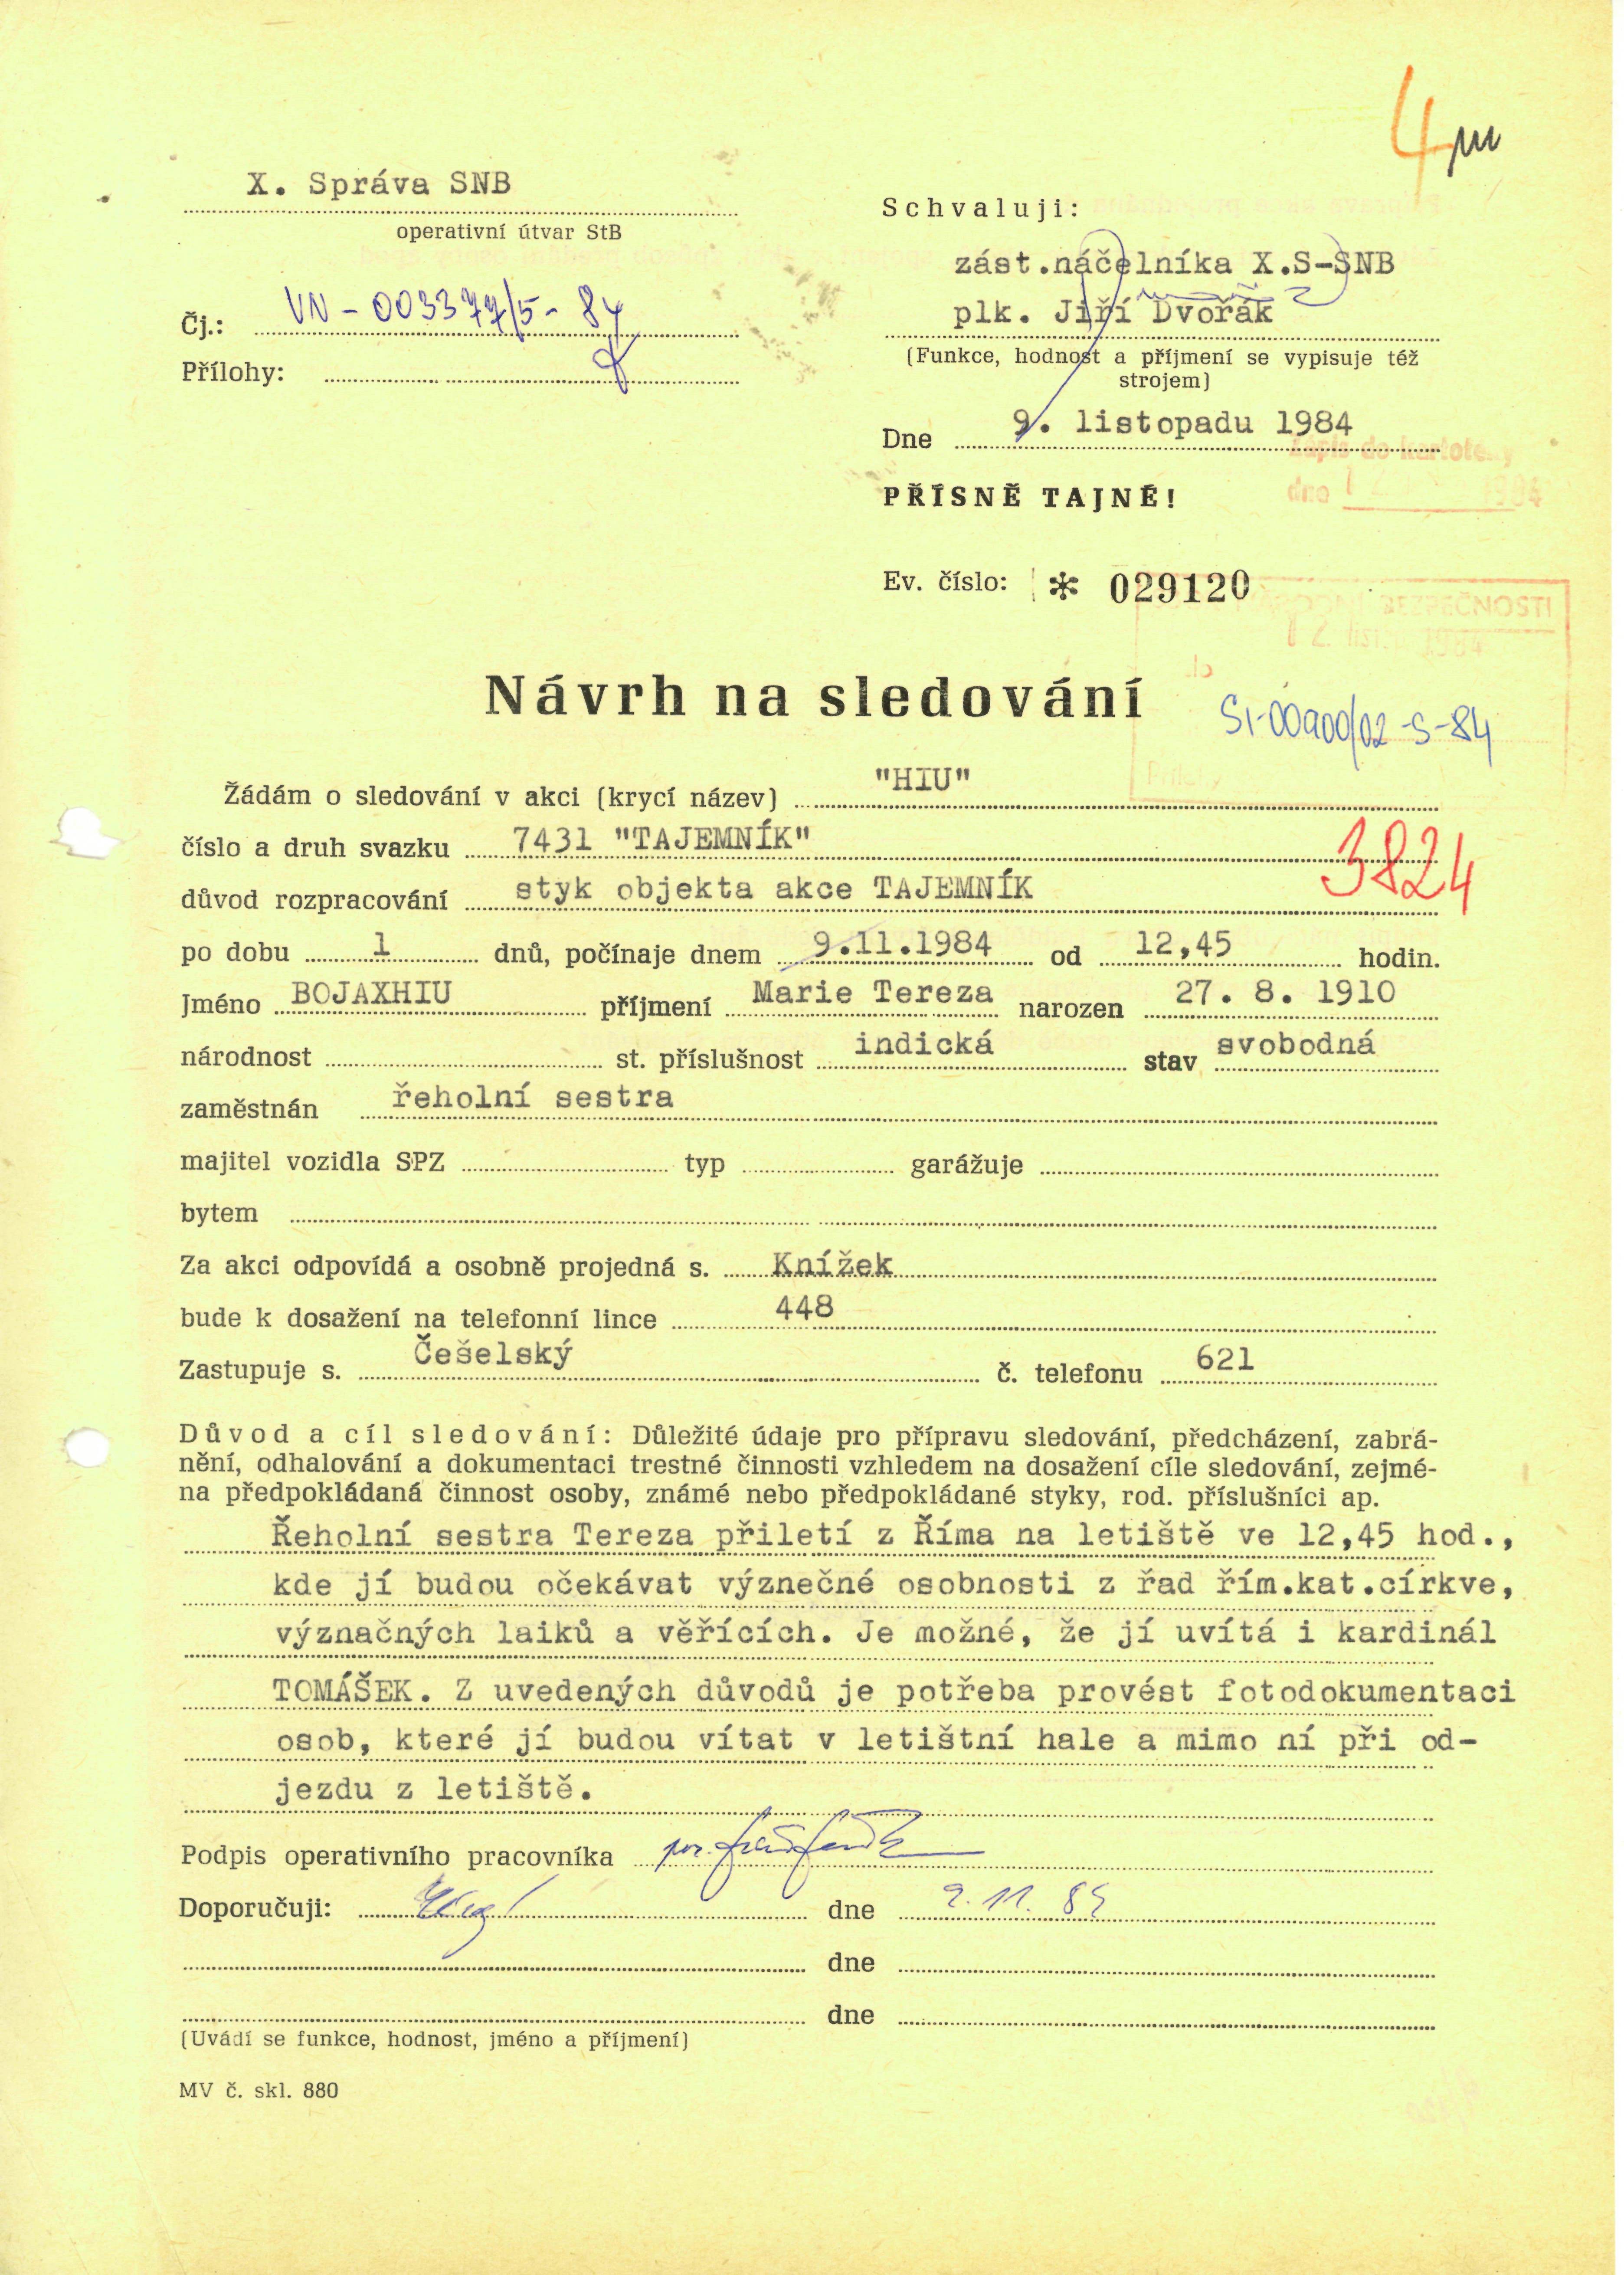 4
X. Správa SNB
operativní útvar StB
Schvaluji:
zást.náčelníka X.S-SNB
plk. Jiří Dvořák
(Funkce, hodnost a příjmení se vypisuje též
strojem)
Čj.: VN-003377/5-84
Přílohy:
Dne 9. listopadu 1984
Zápis do kartoteky
dne 1984
PŘÍSNĚ TAJNÉ!
Ev. číslo: * 029120
BEZPEČNOSTI
1984
Návrh na sledování
S1-00900/02-S-84
Žádám o sledování v akci (krycí název) "HIU"
číslo a druh svazku 7431 "TAJEMNÍK"
3824
důvod rozpracování styk objekta akce TAJEMNÍK
po dobu 1 dnů, počínaje dnem 9.11.1984 od 12,45 hodin.
Jméno BOJAXHIU příjmení Marie Tereza narozen 27. 8. 1910
národnost st. příslušnost indická stav svobodná
zaměstnán řeholní sestra
majitel vozidla SPZ typ garážuje
bytem
Za akci odpovídá a osobně projedná s. Knížek
bude k dosažení na telefonní lince 448
Zastupuje s. Češelský č. telefonu 621
Důvod a cíl sledování: Důležité údaje pro přípravu sledování, předcházení, zabrá-
nění, odhalování a dokumentaci trestné činnosti vzhledem na dosažení cíle sledování, zejmé-
na předpokládaná činnost osoby, známé nebo předpokládané styky, rod. příslušníci ap.
Řeholní sestra Tereza přiletí z Říma na letiště ve 12,45 hod.,
kde jí budou očekávat význečné osobnosti z řad řím.kat.církve,
význačných laiků a věřících. Je možné, že jí uvítá i kardinál
TOMÁŠEK. Z uvedených důvodů je potřeba provést fotodokumentaci
osob, které jí budou vítat v letištní hale a mimo ní při od-
jezdu z letiště.
Podpis operativního pracovníka
Doporučuji: dne 9. 11. 84
dne
dne
(Uvádí se funkce, hodnost, jméno a příjmení)
MV č. skl. 880